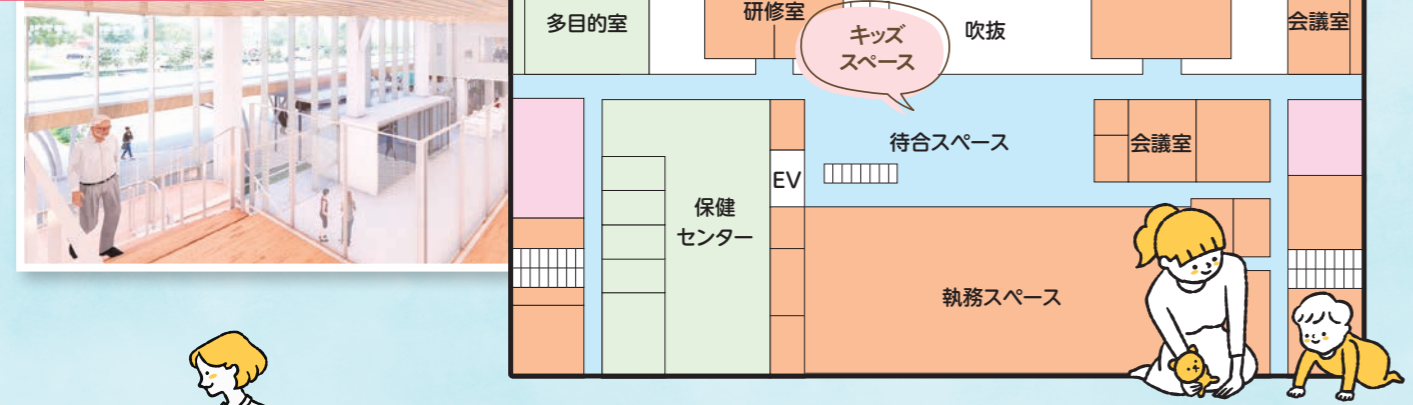 多目的室
研修室
キッズ
スペース
吹抜
会議室
待合スペース
会議室
EV
保健
センター
執務スペース